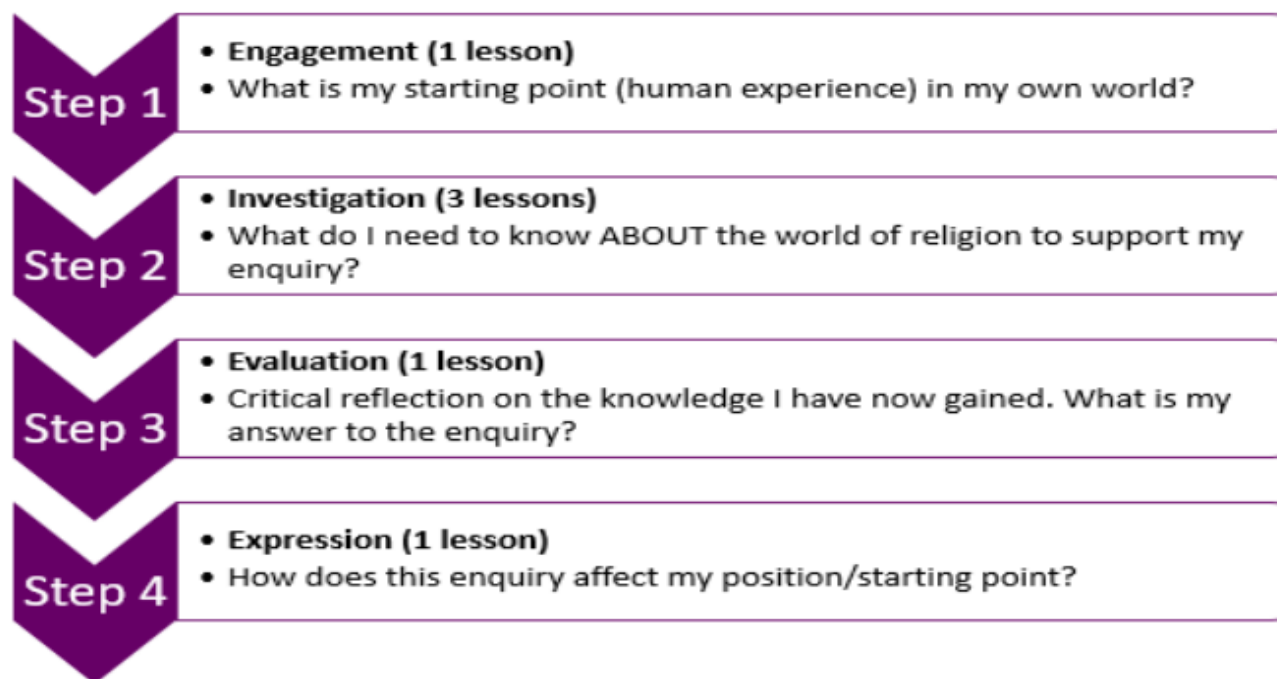 Step 1
• Engagement (1 lesson)
• What is my starting point (human experience) in my own world?
Step 2
• Investigation (3 lessons)
• What do I need to know ABOUT the world of religion to support my
enquiry?
Step 3
• Evaluation (1 lesson)
• Critical reflection on the knowledge I have now gained. What is my
answer to the enquiry?
Step 4
• Expression (1 lesson)
• How does this enquiry affect my position/starting point?